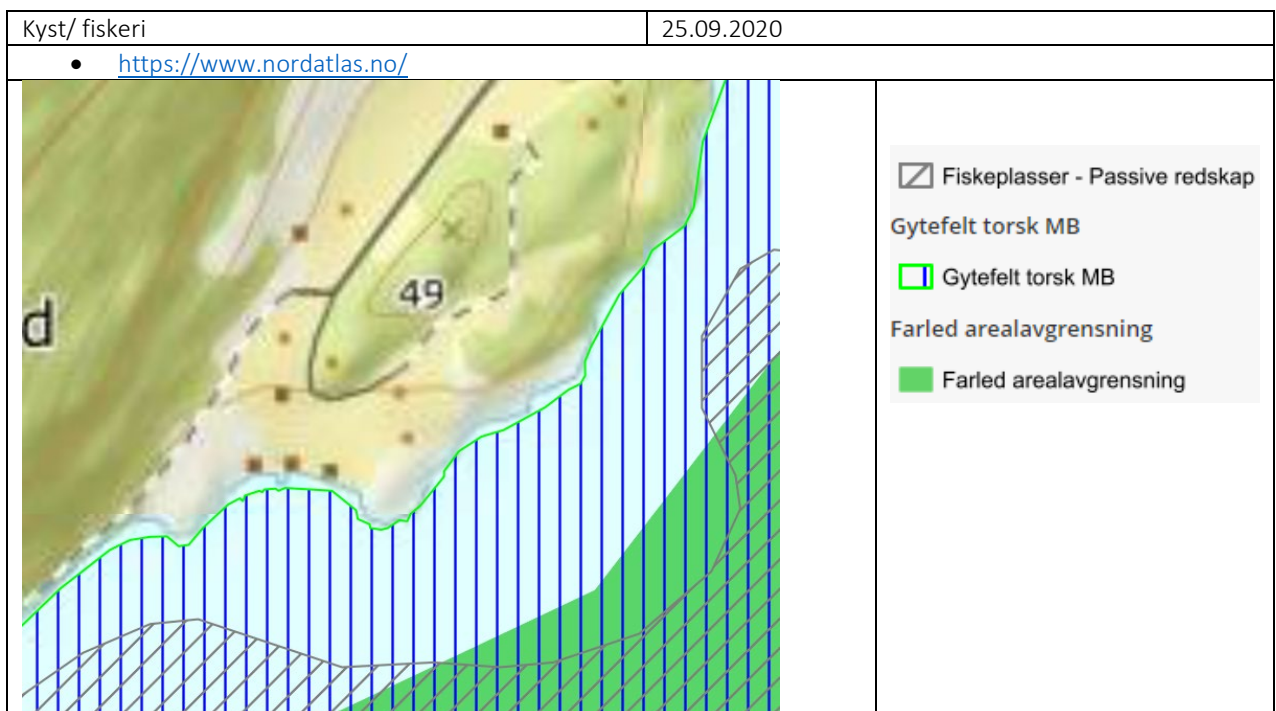 Kyst/ fiskeri 25.09.2020
• https://www.nordatlas.no/
Fiskeplasser - Passive redskap
Gytefelt torsk MB
Gytefelt torsk MB
Farled arealavgrensning
Farled arealavgrensning
49
d